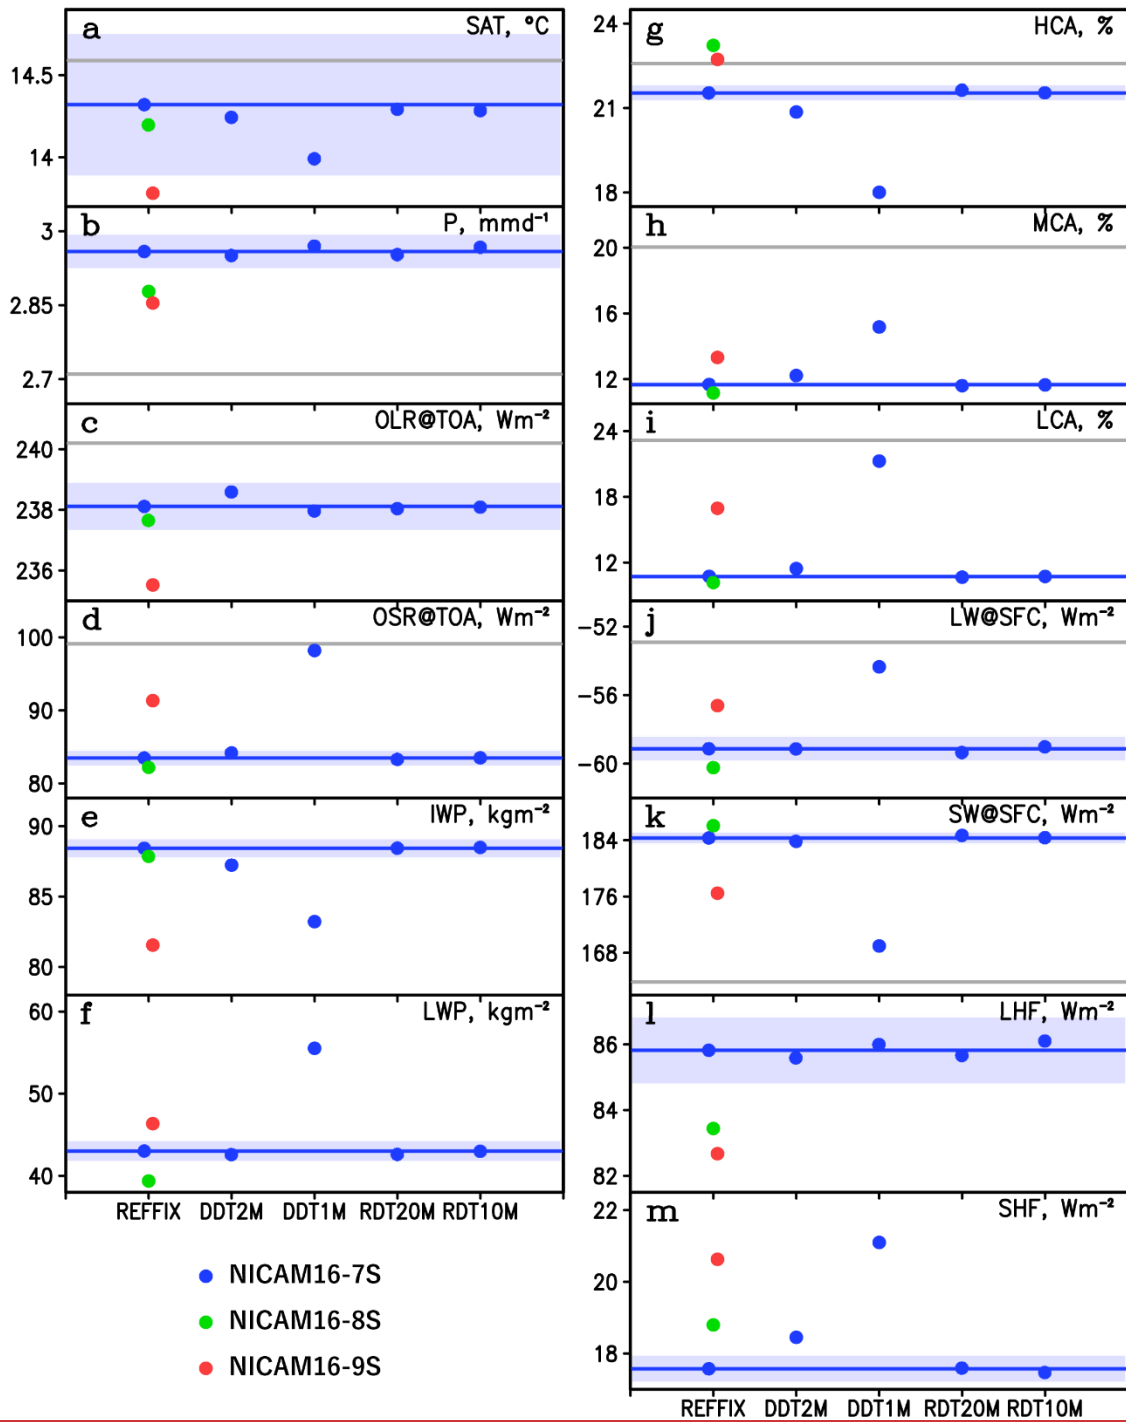 a SAT, °C
14.5
14
b P, mmd⁻¹
3
2.85
2.7
c OLR@TOA, Wm⁻²
240
238
236
d OSR@TOA, Wm⁻²
100
90
80
e IWP, kgm⁻²
90
85
80
f LWP, kgm⁻²
60
50
40
REFFIX DDT2M DDT1M RDT20M RDT10M
NICAM16-7S
NICAM16-8S
NICAM16-9S
g HCA, %
24
21
18
h MCA, %
20
16
12
i LCA, %
24
18
12
j LW@SFC, Wm⁻²
−52
−56
−60
k SW@SFC, Wm⁻²
184
176
168
l LHF, Wm⁻²
86
84
82
m SHF, Wm⁻²
22
20
18
REFFIX DDT2M DDT1M RDT20M RDT10M